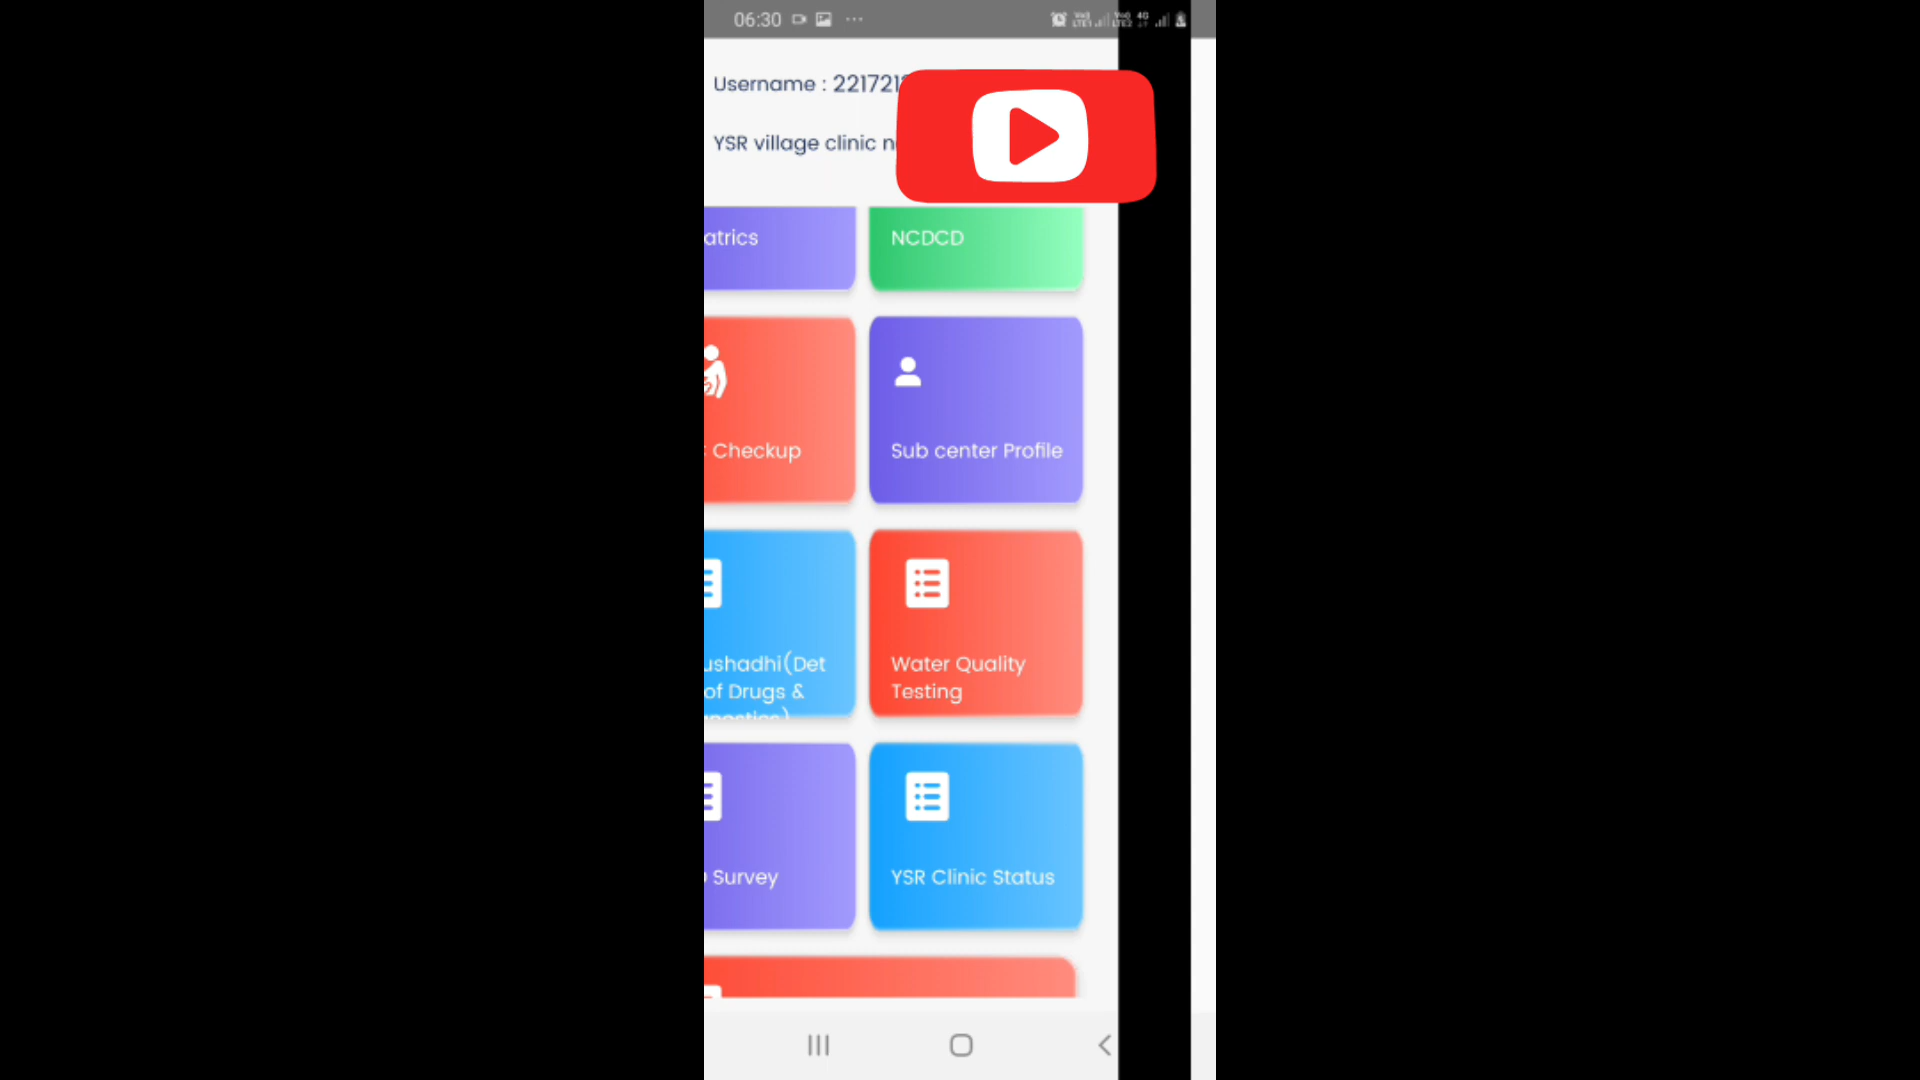 06:30
Username : 221721
YSR village clinic
atrics
NCDCD
Checkup
Sub center Profile
ushadhi(Det
of Drugs &
Water Quality
Testing
Survey
YSR Clinic Status